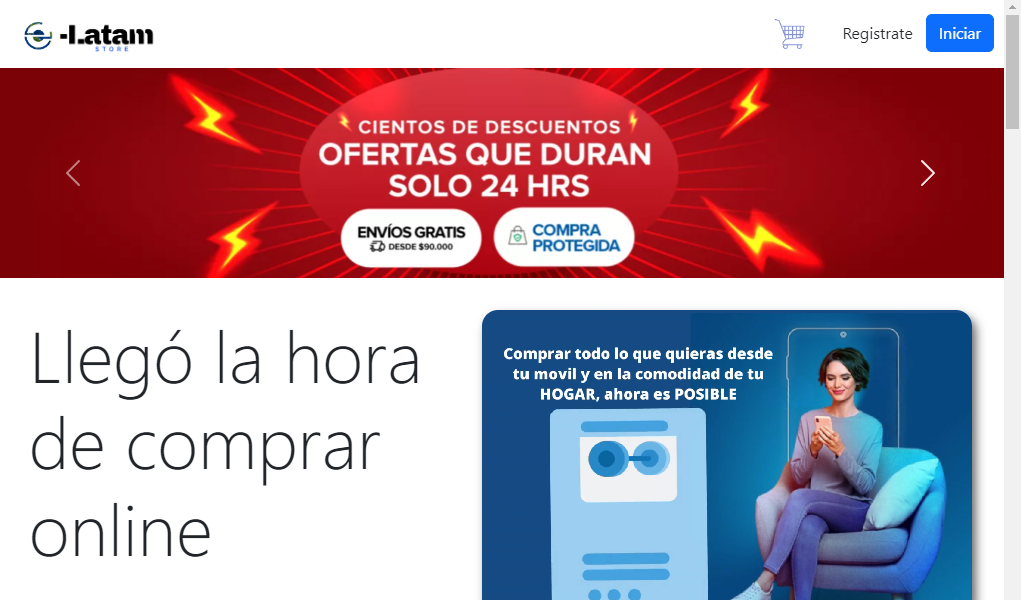 e-Latam
STORE
Registrate
Iniciar
CIENTOS DE DESCUENTOS
OFERTAS QUE DURAN
SOLO 24 HRS
ENVÍOS GRATIS
DESDE $90.000
COMPRA
PROTEGIDA
Llegó la hora
de comprar
online
Comprar todo lo que quieras desde
tu movil y en la comodidad de tu
HOGAR, ahora es POSIBLE